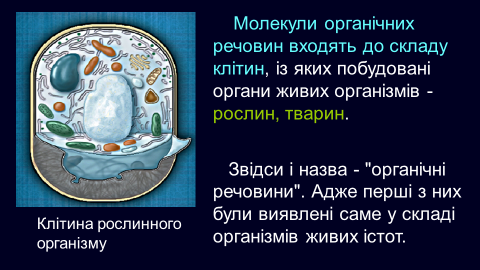 Молекули органічних
речовин входять до складу
клітин, із яких побудовані
органи живих організмів -
рослин, тварин.
Звідси і назва - "органічні
речовини". Адже перші з них
були виявлені саме у складі
організмів живих істот.
Клітина рослинного
організму